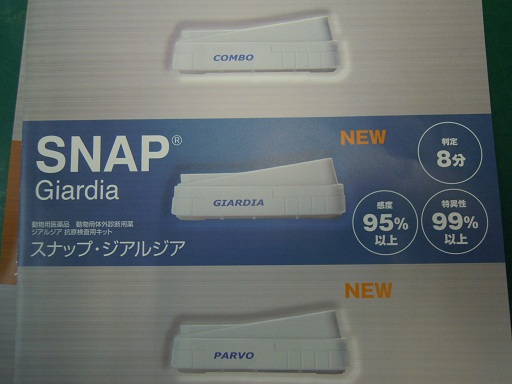 COMBO
SNAP®
Giardia
動物用医薬品 動物用体外診断用薬
ジアルジア 抗原検査用キット
スナップ・ジアルジア
GIARDIA
NEW
判定
8分
感度
95%
以上
特異性
99%
以上
NEW
PARVO